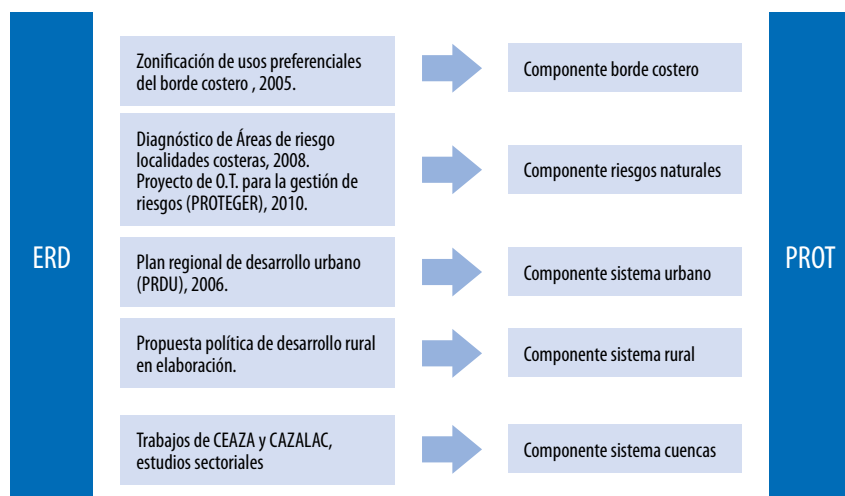 ERD
Zonificación de usos preferenciales
del borde costero , 2005.
Componente borde costero
Diagnóstico de Áreas de riesgo
localidades costeras, 2008.
Proyecto de O.T. para la gestión de
riesgos (PROTEGER), 2010.
Componente riesgos naturales
Plan regional de desarrollo urbano
(PRDU), 2006.
Componente sistema urbano
Propuesta política de desarrollo rural
en elaboración.
Componente sistema rural
Trabajos de CEAZA y CAZALAC,
estudios sectoriales
Componente sistema cuencas
PROT